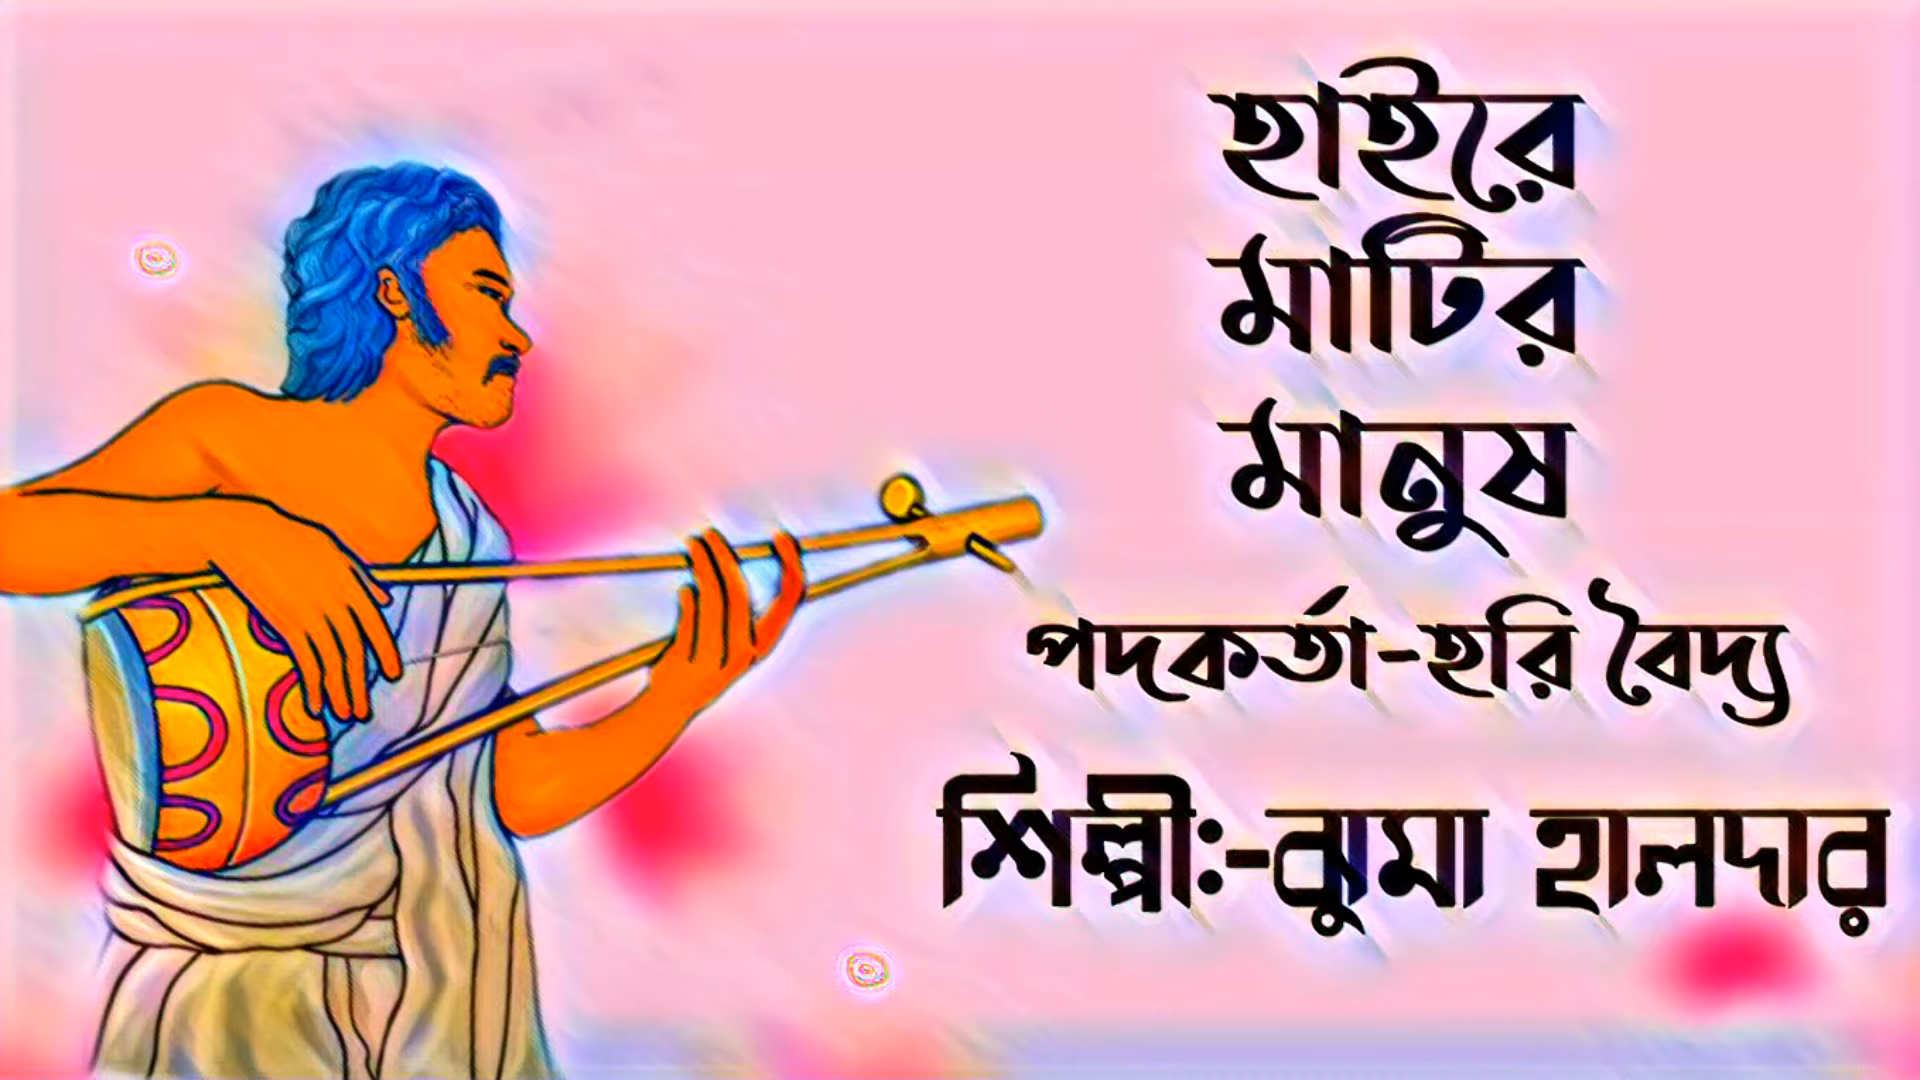 হাইরে
মাটির
মানুষ
পদকর্তা-হরি বৈদ্য
শিল্পী:-ঝুমা হালদার